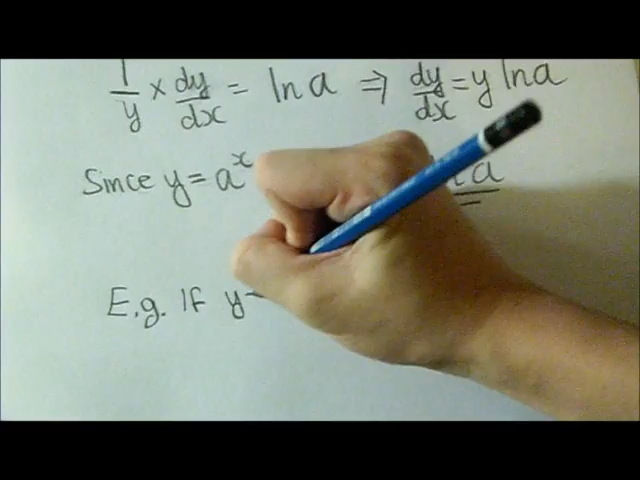 1/y × dy/dx = ln a ⇒ dy/dx = y ln a
Since y = a^x a
E.g. If y